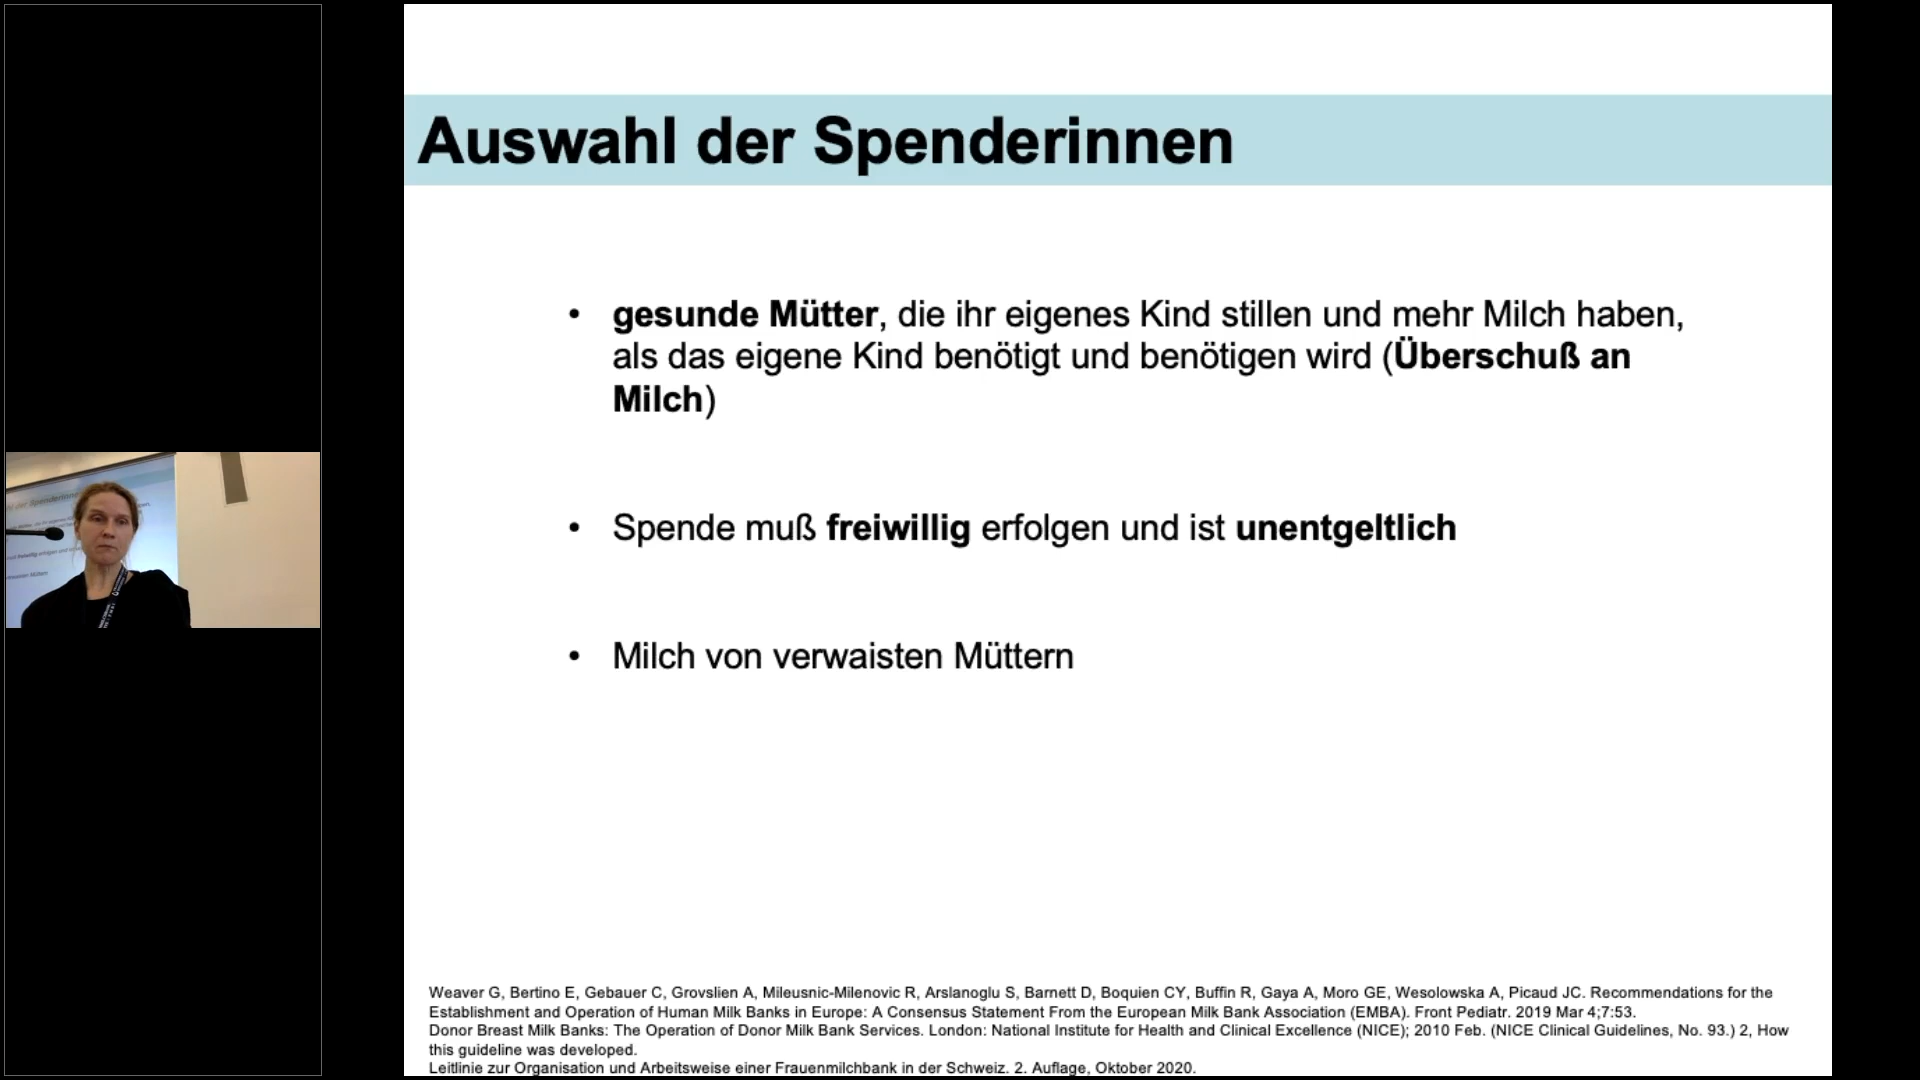 Auswahl der Spenderinnen
• gesunde Mütter, die ihr eigenes Kind stillen und mehr Milch haben,
als das eigene Kind benötigt und benötigen wird (Überschuß an
Milch)
• Spende muß freiwillig erfolgen und ist unentgeltlich
• Milch von verwaisten Müttern
Weaver G, Bertino E, Gebauer C, Grovslien A, Mileusnic-Milenovic R, Arslanoglu S, Barnett D, Boquien CY, Buffin R, Gaya A, Moro GE, Wesolowska A, Picaud JC. Recommendations for the
Establishment and Operation of Human Milk Banks in Europe: A Consensus Statement From the European Milk Bank Association (EMBA). Front Pediatr. 2019 Mar 4;7:53.
Donor Breast Milk Banks: The Operation of Donor Milk Bank Services. London: National Institute for Health and Clinical Excellence (NICE); 2010 Feb. (NICE Clinical Guidelines, No. 93.) 2, How
this guideline was developed.
Leitlinie zur Organisation und Arbeitsweise einer Frauenmilchbank in der Schweiz. 2. Auflage, Oktober 2020.